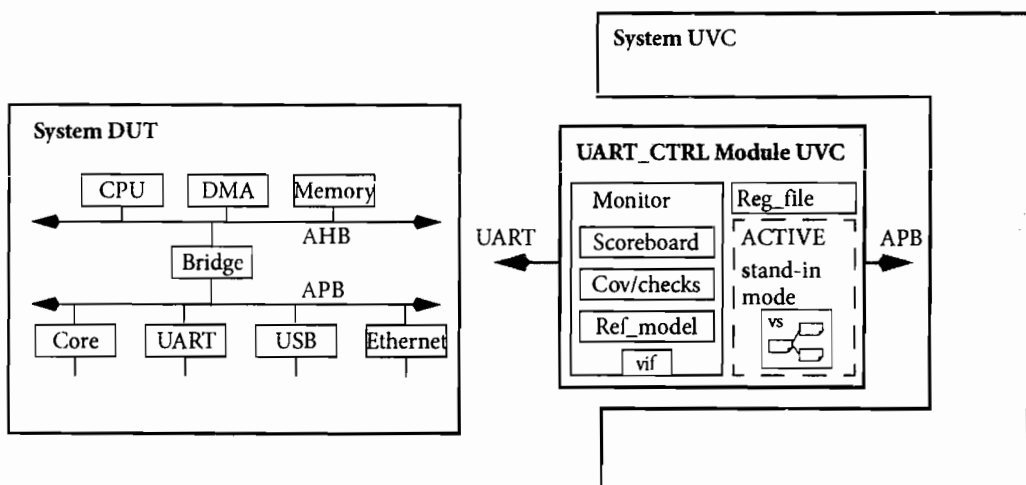 System UVC
System DUT
CPU
DMA
Memory
AHB
Bridge
APB
Core
UART
USB
Ethernet
UART_CTRL Module UVC
Monitor
Scoreboard
Cov/checks
Ref_model
vif
Reg_file
ACTIVE
stand-in
mode
vs
UART
APB